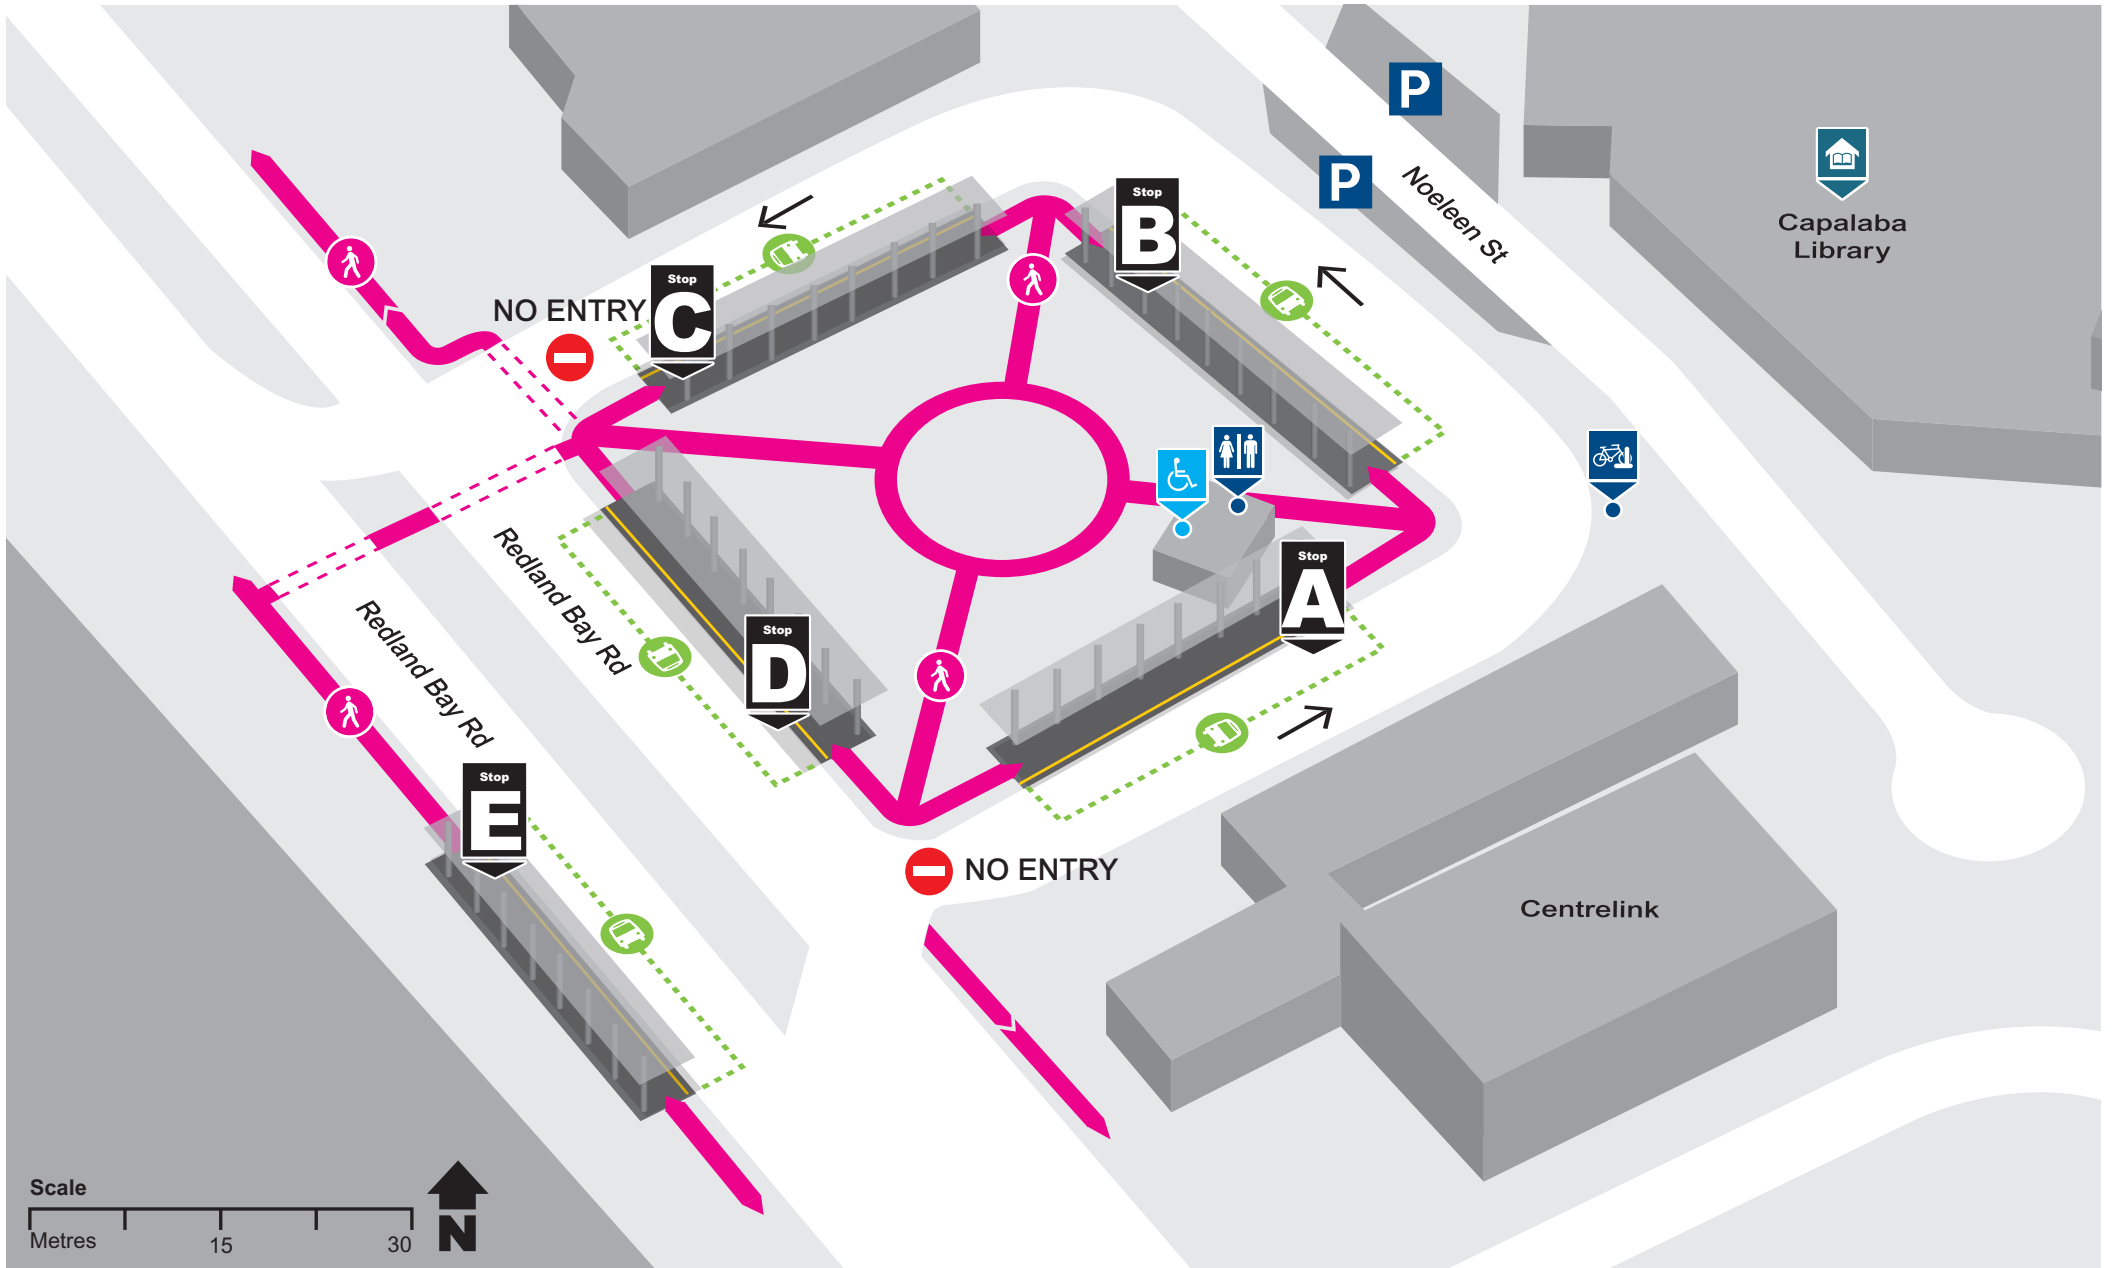 P
P
Noeleen St
Capalaba
Library
Stop
B
Stop
C
NO ENTRY
Redland Bay Rd
Redland Bay Rd
Stop
A
Stop
D
Stop
E
NO ENTRY
Centrelink
Scale
Metres 15 30
N